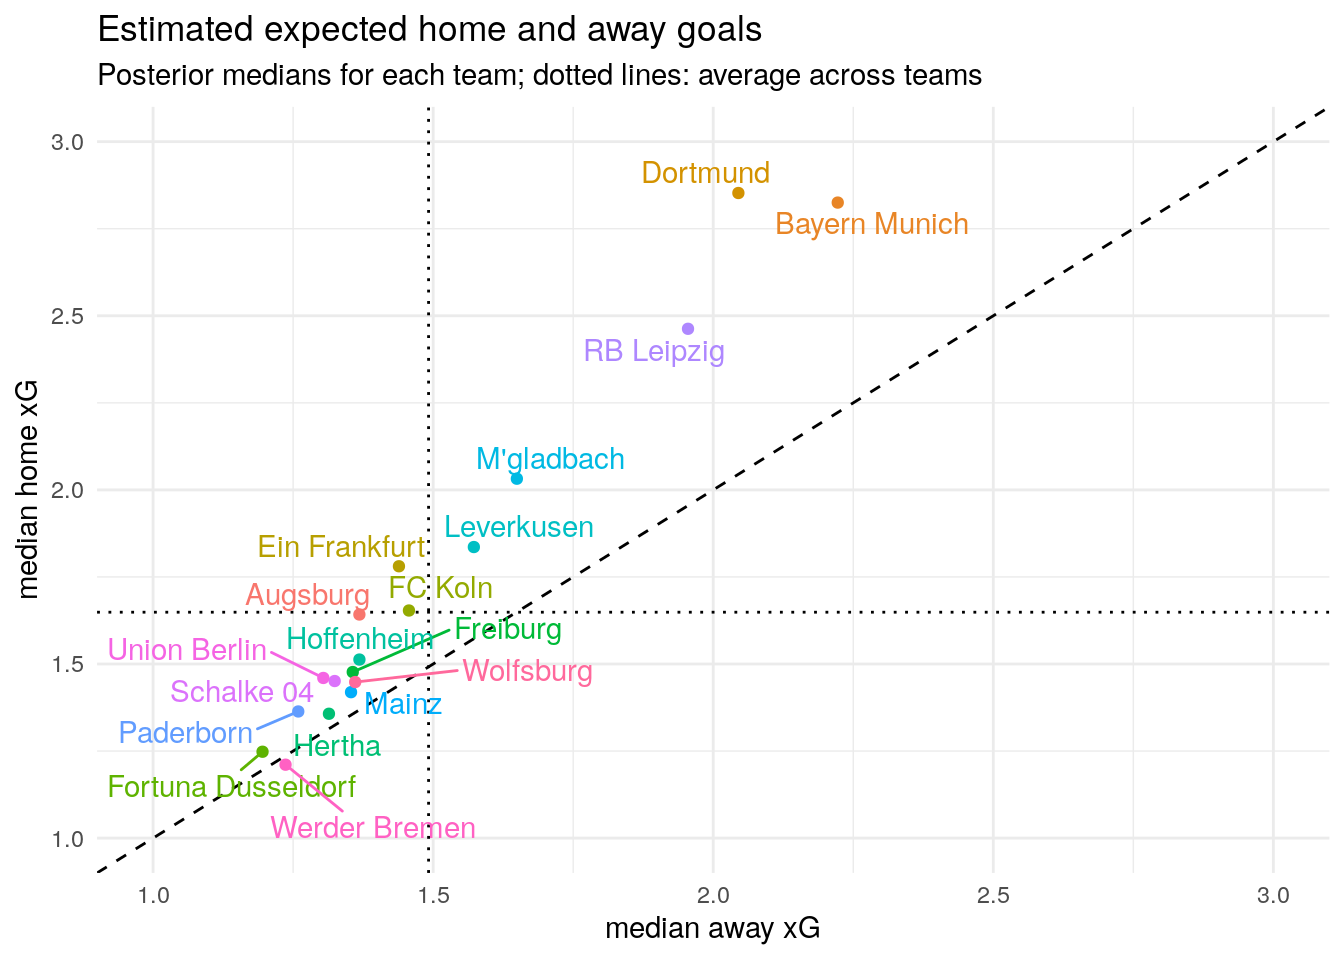 Estimated expected home and away goals
Posterior medians for each team; dotted lines: average across teams
3.0
Dortmund
Bayern Munich
2.5
RB Leipzig
M'gladbach
2.0
Leverkusen
Ein Frankfurt
FC Koln
Augsburg
Freiburg
Hoffenheim
Union Berlin
1.5
Wolfsburg
Schalke 04
Mainz
Paderborn
Hertha
Fortuna Dusseldorf
Werder Bremen
1.0
median home xG
1.0
1.5
2.0
2.5
3.0
median away xG